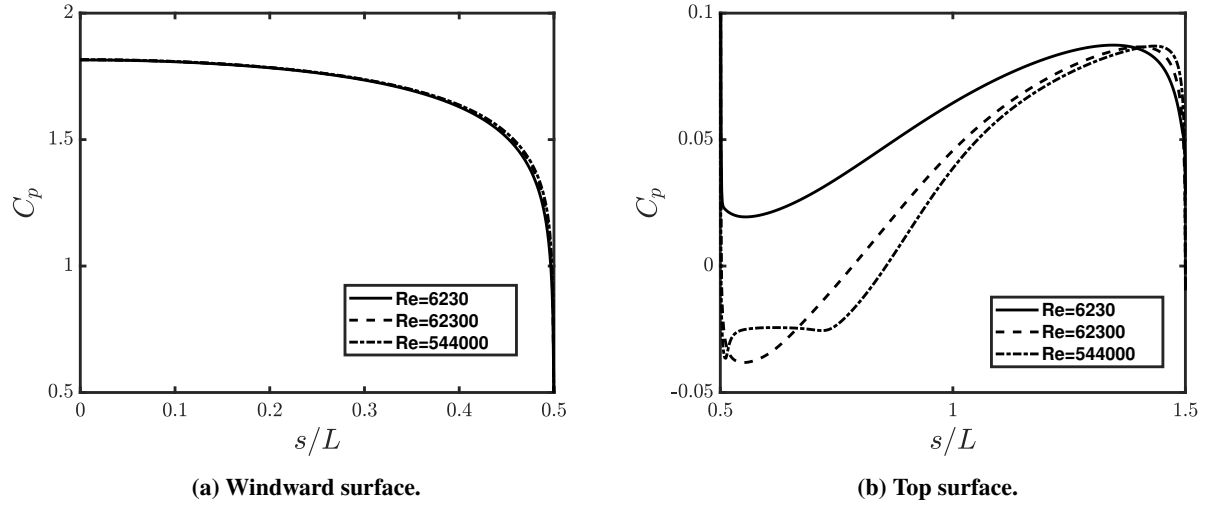 2
1.5
1
0.5
C_p
0
0.1
0.2
0.3
0.4
0.5
s/L
Re=6230
Re=62300
Re=544000
(a) Windward surface.
0.1
0.05
0
-0.05
C_p
0.5
1
1.5
s/L
Re=6230
Re=62300
Re=544000
(b) Top surface.